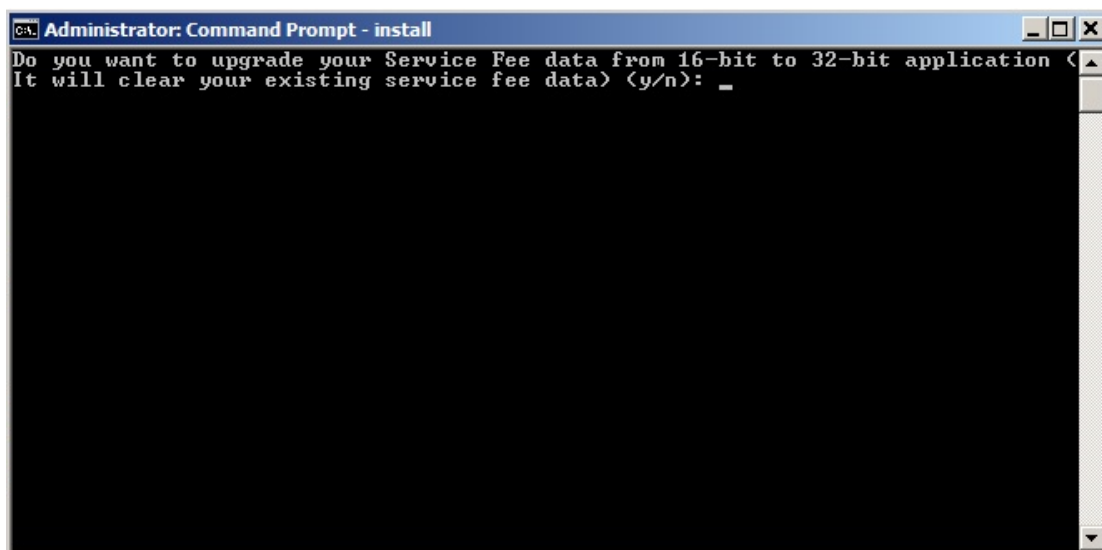 Administrator: Command Prompt - install
Do you want to upgrade your Service Fee data from 16-bit to 32-bit application (
It will clear your existing service fee data) (y/n): _